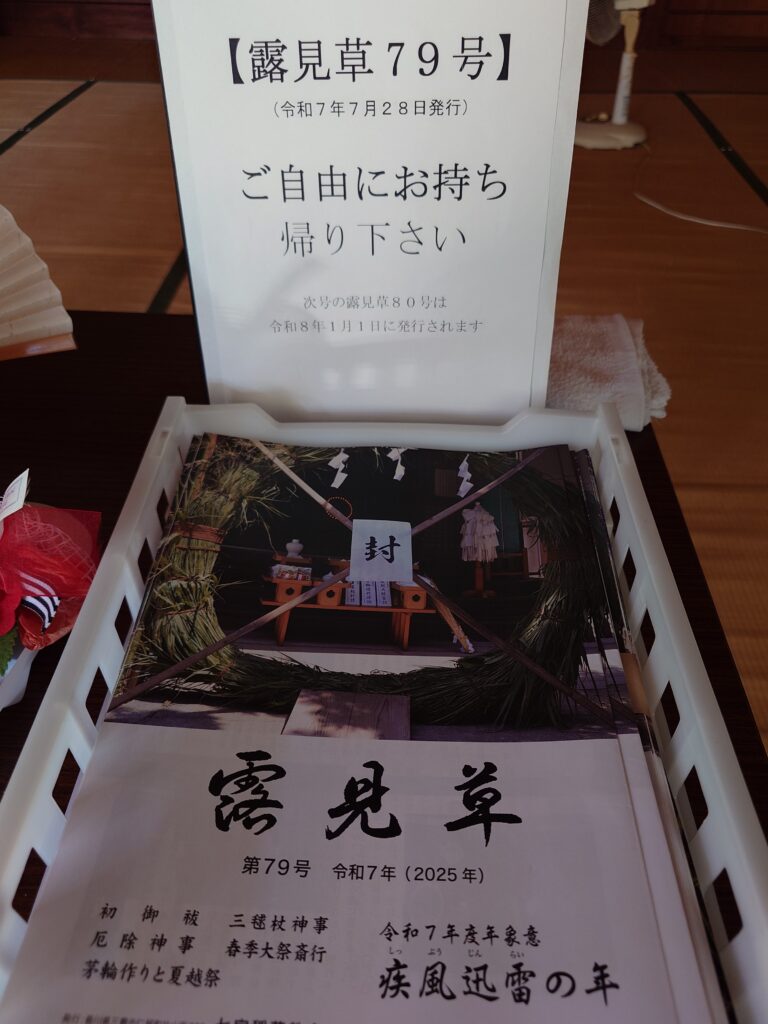 【露見草79号】
（令和７年７月２８日発行）
ご自由にお持ち
帰り下さい
次号の露見草８０号は
令和８年１月１日に発行されます
封
露見草
第79号 令和7年（2025年）
初御祓 三毬杖神事
厄除神事 春季大祭斎行
茅輪作りと夏越祭
令和７年度年象意
しっ ぷう じん らい
疾風迅雷の年